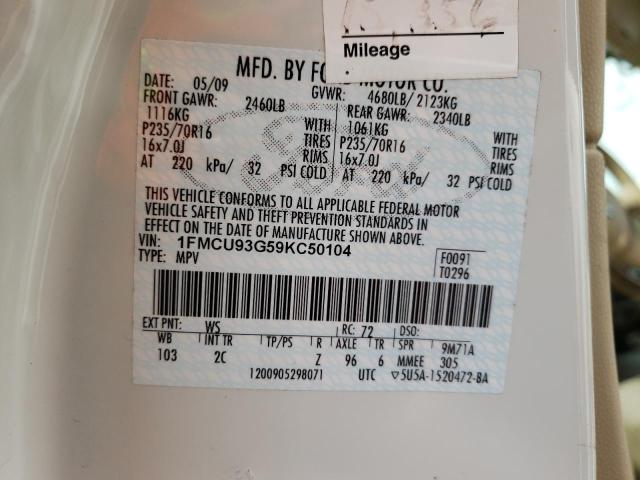 Mileage
MFD. BY FORD MOTOR CO.
DATE: 05/09 GVWR: 4680LB/ 2123KG
FRONT GAWR: 2460LB REAR GAWR: 2340LB
1116KG WITH 1061KG WITH
P235/70R16 TIRES P235/70R16 TIRES
16x7.0J RIMS 16x7.0J RIMS
AT 220 kPa/ 32 PSI COLD AT 220 kPa/ 32 PSI COLD
THIS VEHICLE CONFORMS TO ALL APPLICABLE FEDERAL MOTOR
VEHICLE SAFETY AND THEFT PREVENTION STANDARDS IN
EFFECT ON THE DATE OF MANUFACTURE SHOWN ABOVE.
VIN: 1FMCU93G59KC50104 F0091
TYPE: MPV T0296
EXT PNT: WS RC: 72 DSO:
WB INT TR TP/PS R AXLE TR SPR 9M71A
103 2C Z 96 6 MMEE 305
1200905298071 UTC ▽5U5A-1520472-BA
Ford